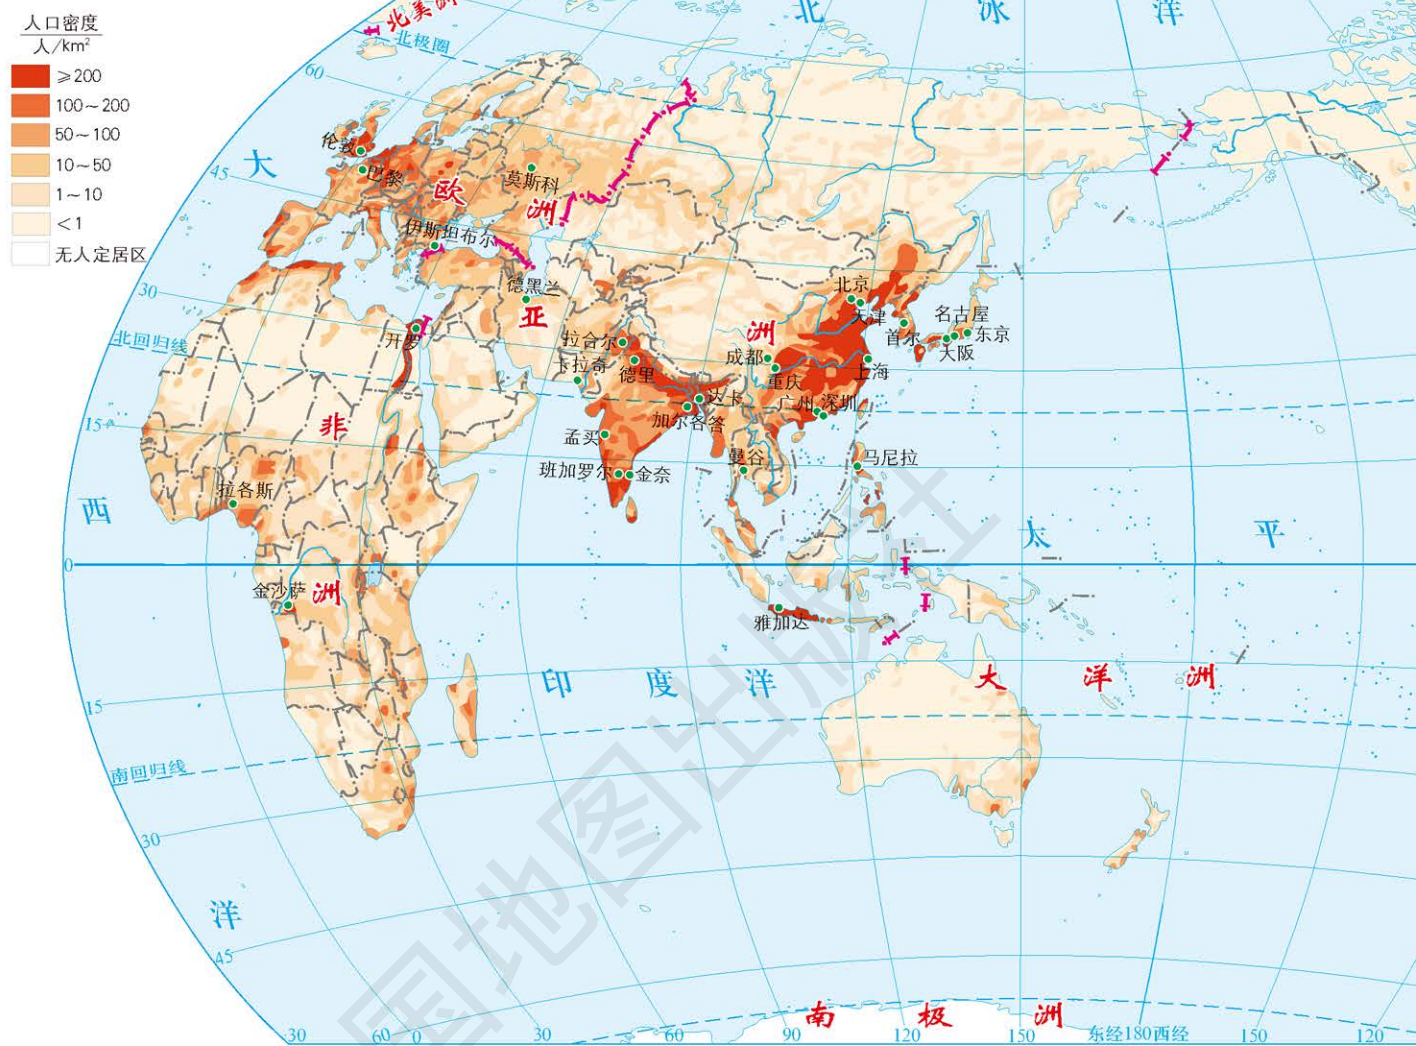 人口密度
人/km²
≥200
100～200
50～100
10～50
1～10
＜1
无人定居区
北美洲
北极圈
北 冰 洋
60
45
大
伦敦
巴黎
欧
莫斯科
洲
伊斯坦布尔
30
北回归线
开罗
德黑兰
亚
洲
北京
天津
首尔
名古屋
东京
大阪
拉合尔
卡拉奇
德里
成都
重庆
上海
达卡
加尔各答
广州
深圳
15
非
孟买
班加罗尔
金奈
曼谷
马尼拉
拉各斯
西
太 平
0
金沙萨
洲
雅加达
印 度 洋
大 洋 洲
15
南回归线
30
洋
45
南 极 洲
30
60
0
30
60
90
120
150
东经180西经
150
120
中国地图出版社